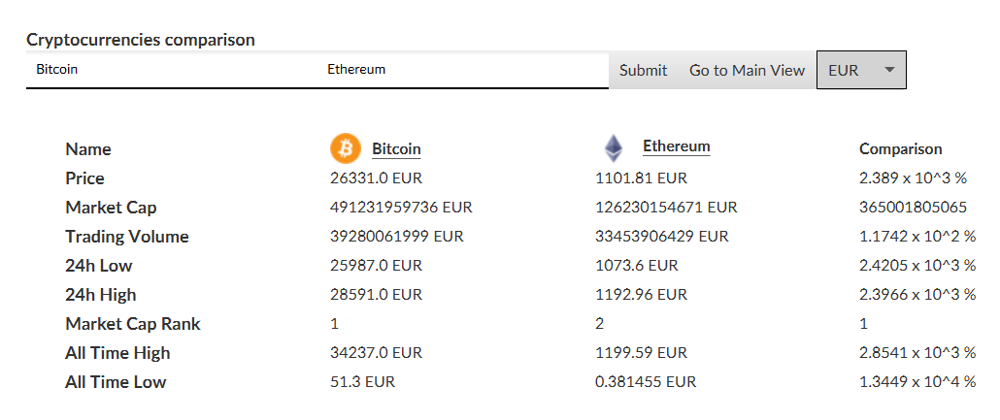 Cryptocurrencies comparison
Bitcoin Ethereum Submit Go to Main View EUR
Name Bitcoin Ethereum Comparison
Price 26331.0 EUR 1101.81 EUR 2.389 x 10^3 %
Market Cap 491231959736 EUR 126230154671 EUR 365001805065
Trading Volume 39280061999 EUR 33453906429 EUR 1.1742 x 10^2 %
24h Low 25987.0 EUR 1073.6 EUR 2.4205 x 10^3 %
24h High 28591.0 EUR 1192.96 EUR 2.3966 x 10^3 %
Market Cap Rank 1 2 1
All Time High 34237.0 EUR 1199.59 EUR 2.8541 x 10^3 %
All Time Low 51.3 EUR 0.381455 EUR 1.3449 x 10^4 %